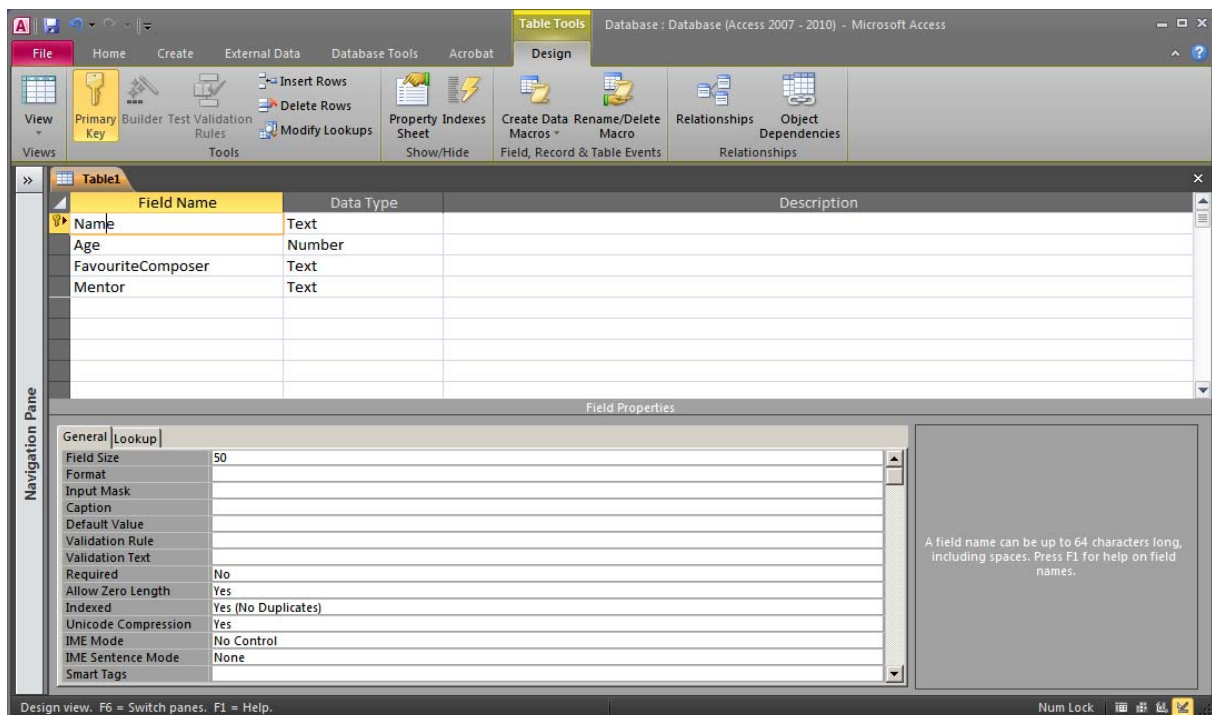 A
Table Tools
Database : Database (Access 2007 - 2010) - Microsoft Access
File
Home
Create
External Data
Database Tools
Acrobat
Design
View
Views
Primary Key
Builder
Test Validation Rules
Insert Rows
Delete Rows
Modify Lookups
Tools
Property Sheet
Indexes
Show/Hide
Create Data Macros
Rename/Delete Macro
Field, Record & Table Events
Relationships
Object Dependencies
Relationships
»
Table1
Field Name
Data Type
Description
Name
Text
Age
Number
FavouriteComposer
Text
Mentor
Text
Navigation Pane
Field Properties
General
Lookup
Field Size
50
Format
Input Mask
Caption
Default Value
Validation Rule
Validation Text
Required
No
Allow Zero Length
Yes
Indexed
Yes (No Duplicates)
Unicode Compression
Yes
IME Mode
No Control
IME Sentence Mode
None
Smart Tags
A field name can be up to 64 characters long,
including spaces. Press F1 for help on field
names.
Design view. F6 = Switch panes. F1 = Help.
Num Lock